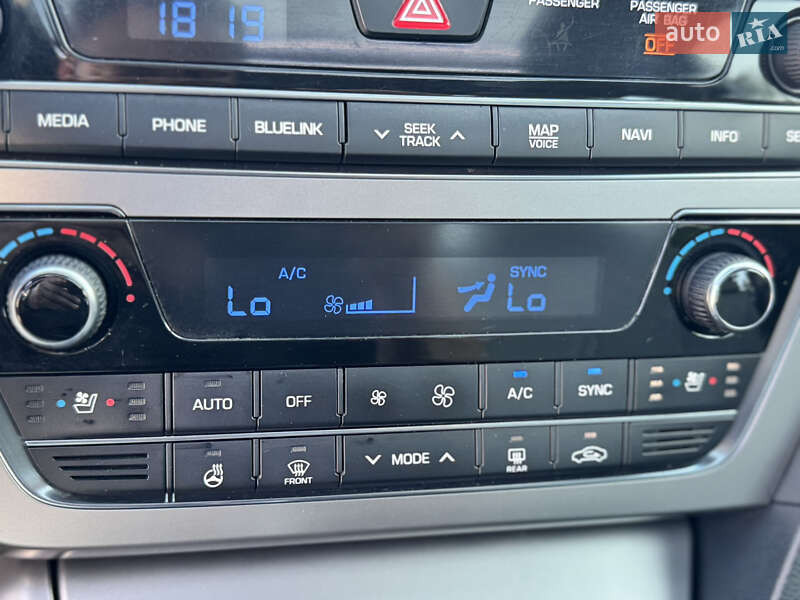 18 19
PASSENGER
PASSENGER
AIR BAG
OFF
auto RIA
.com
MEDIA
PHONE
BLUELINK
SEEK
TRACK
MAP
VOICE
NAVI
INFO
A/C
SYNC
Lo
Lo
AUTO
OFF
A/C
SYNC
FRONT
MODE
REAR